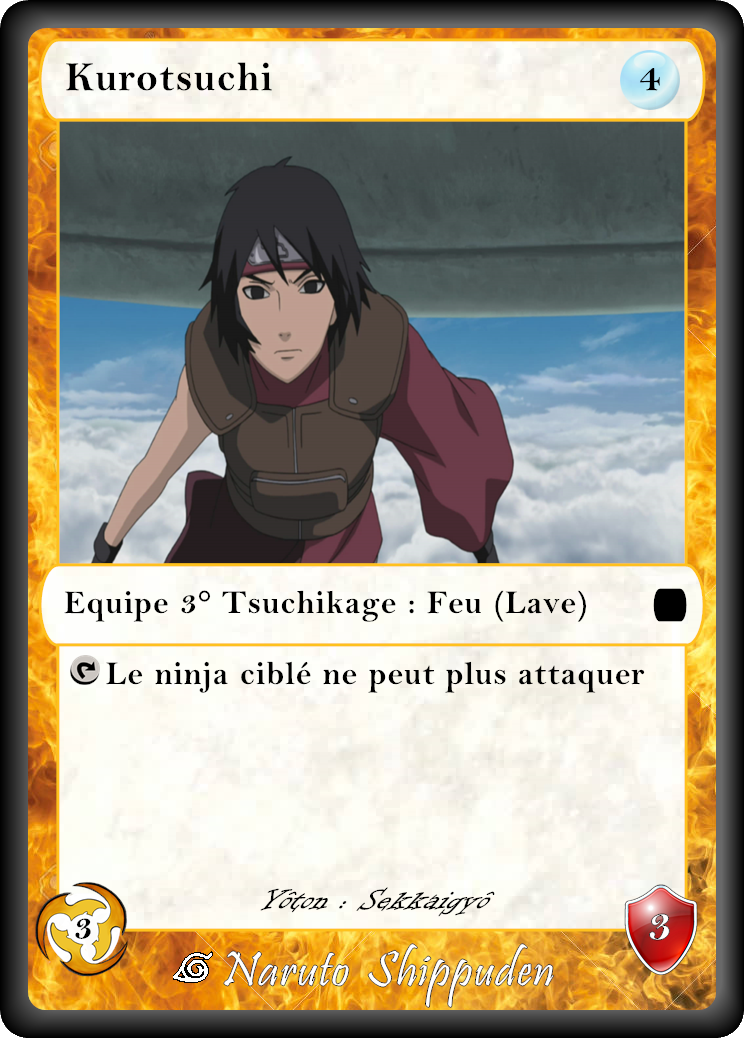 Kurotsuchi 4
Equipe 3° Tsuchikage : Feu (Lave)
Le ninja ciblé ne peut plus attaquer
Yôton : Sekkaigyô
3 3
Naruto Shippuden